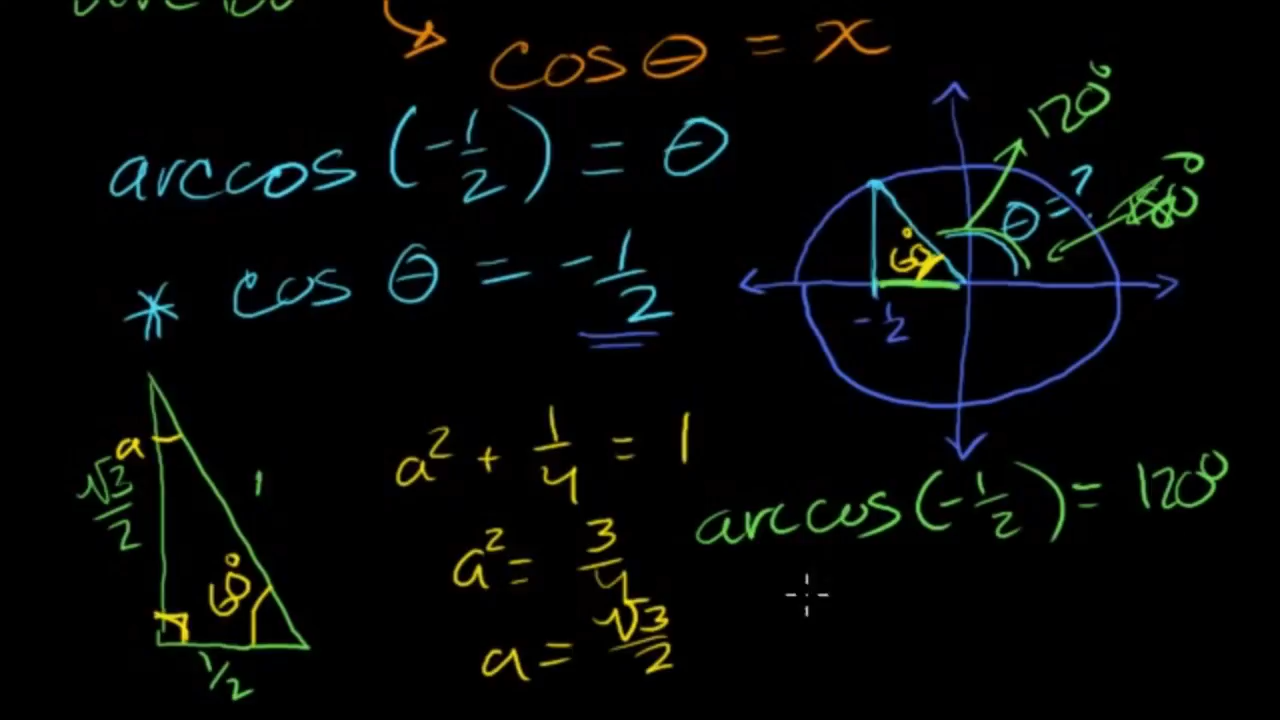 cos θ = x
arccos (-1/2) = θ
* cos θ = -1/2
120°
θ = ?
60°
-1/2
a
√3/2
1
60°
1/2
a² + 1/4 = 1
a² = 3/4
a = √3/2
arccos (-1/2) = 120°